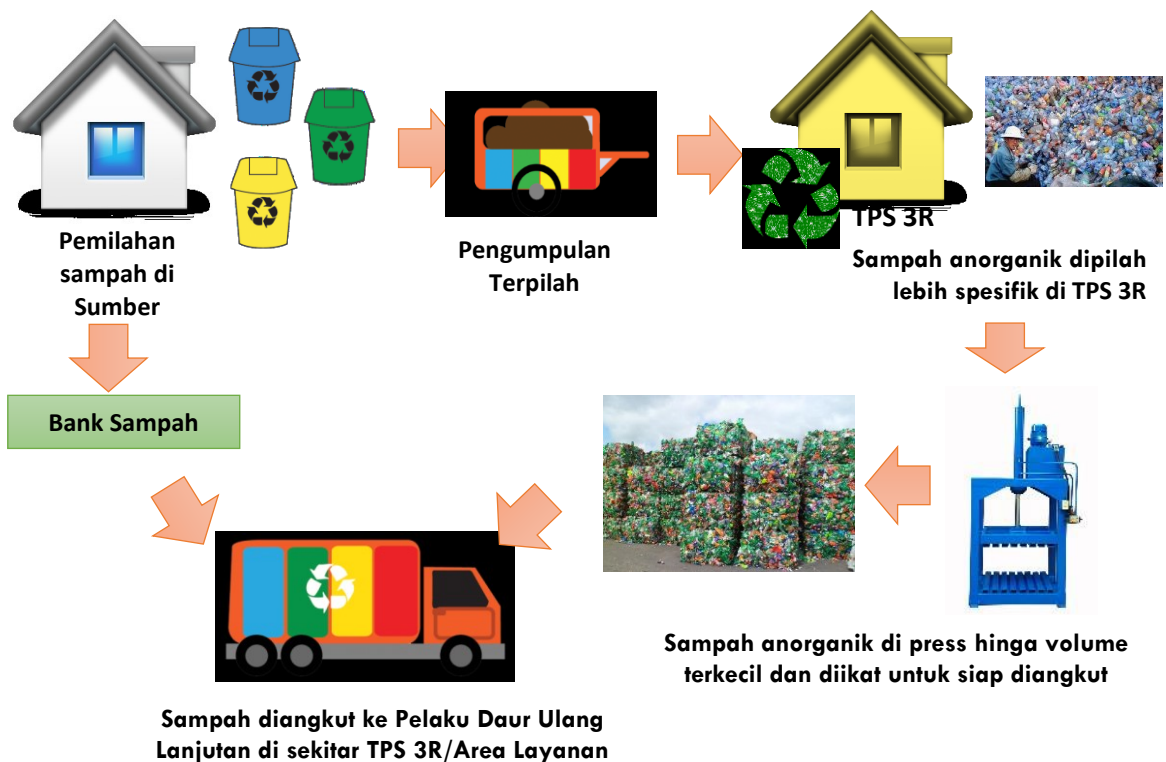 Pemilahan
sampah di
Sumber
Pengumpulan
Terpilah
TPS 3R
Sampah anorganik dipilah
lebih spesifik di TPS 3R
Bank Sampah
Sampah anorganik di press hingga volume
terkecil dan diikat untuk siap diangkut
Sampah diangkut ke Pelaku Daur Ulang
Lanjutan di sekitar TPS 3R/Area Layanan